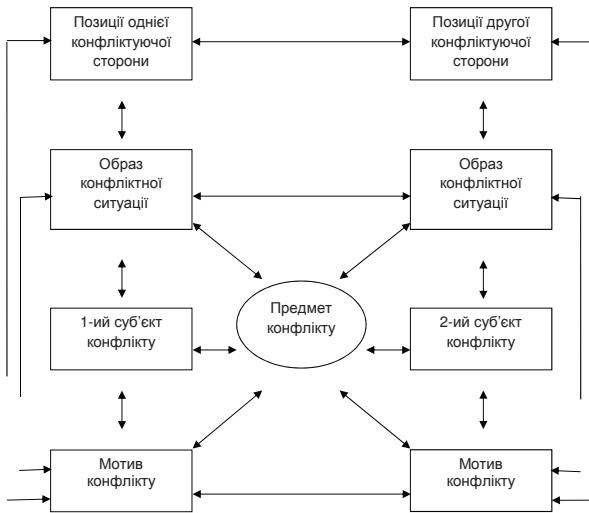 Позиції однієї
конфліктуючої
сторони
Позиції другої
конфліктуючої
сторони
Образ
конфліктної
ситуації
Образ
конфліктної
ситуації
Предмет
конфлікту
1-ий суб’єкт
конфлікту
2-ий суб’єкт
конфлікту
Мотив
конфлікту
Мотив
конфлікту